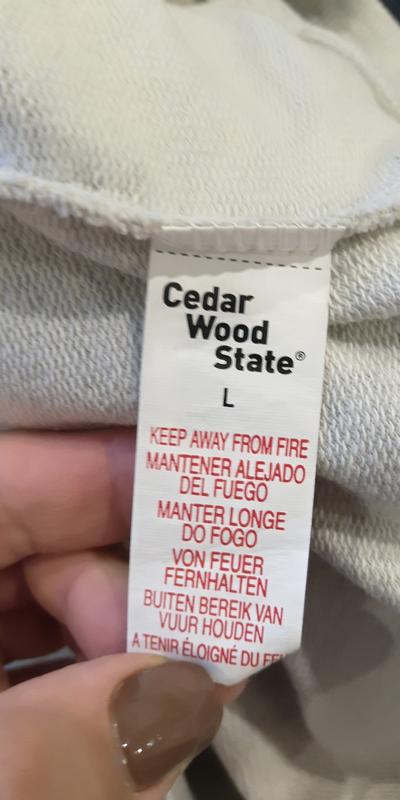 Cedar
Wood
State®
L
KEEP AWAY FROM FIRE
MANTENER ALEJADO
DEL FUEGO
MANTER LONGE
DO FOGO
VON FEUER
FERNHALTEN
BUITEN BEREIK VAN
VUUR HOUDEN
A TENIR ÉLOIGNÉ DU